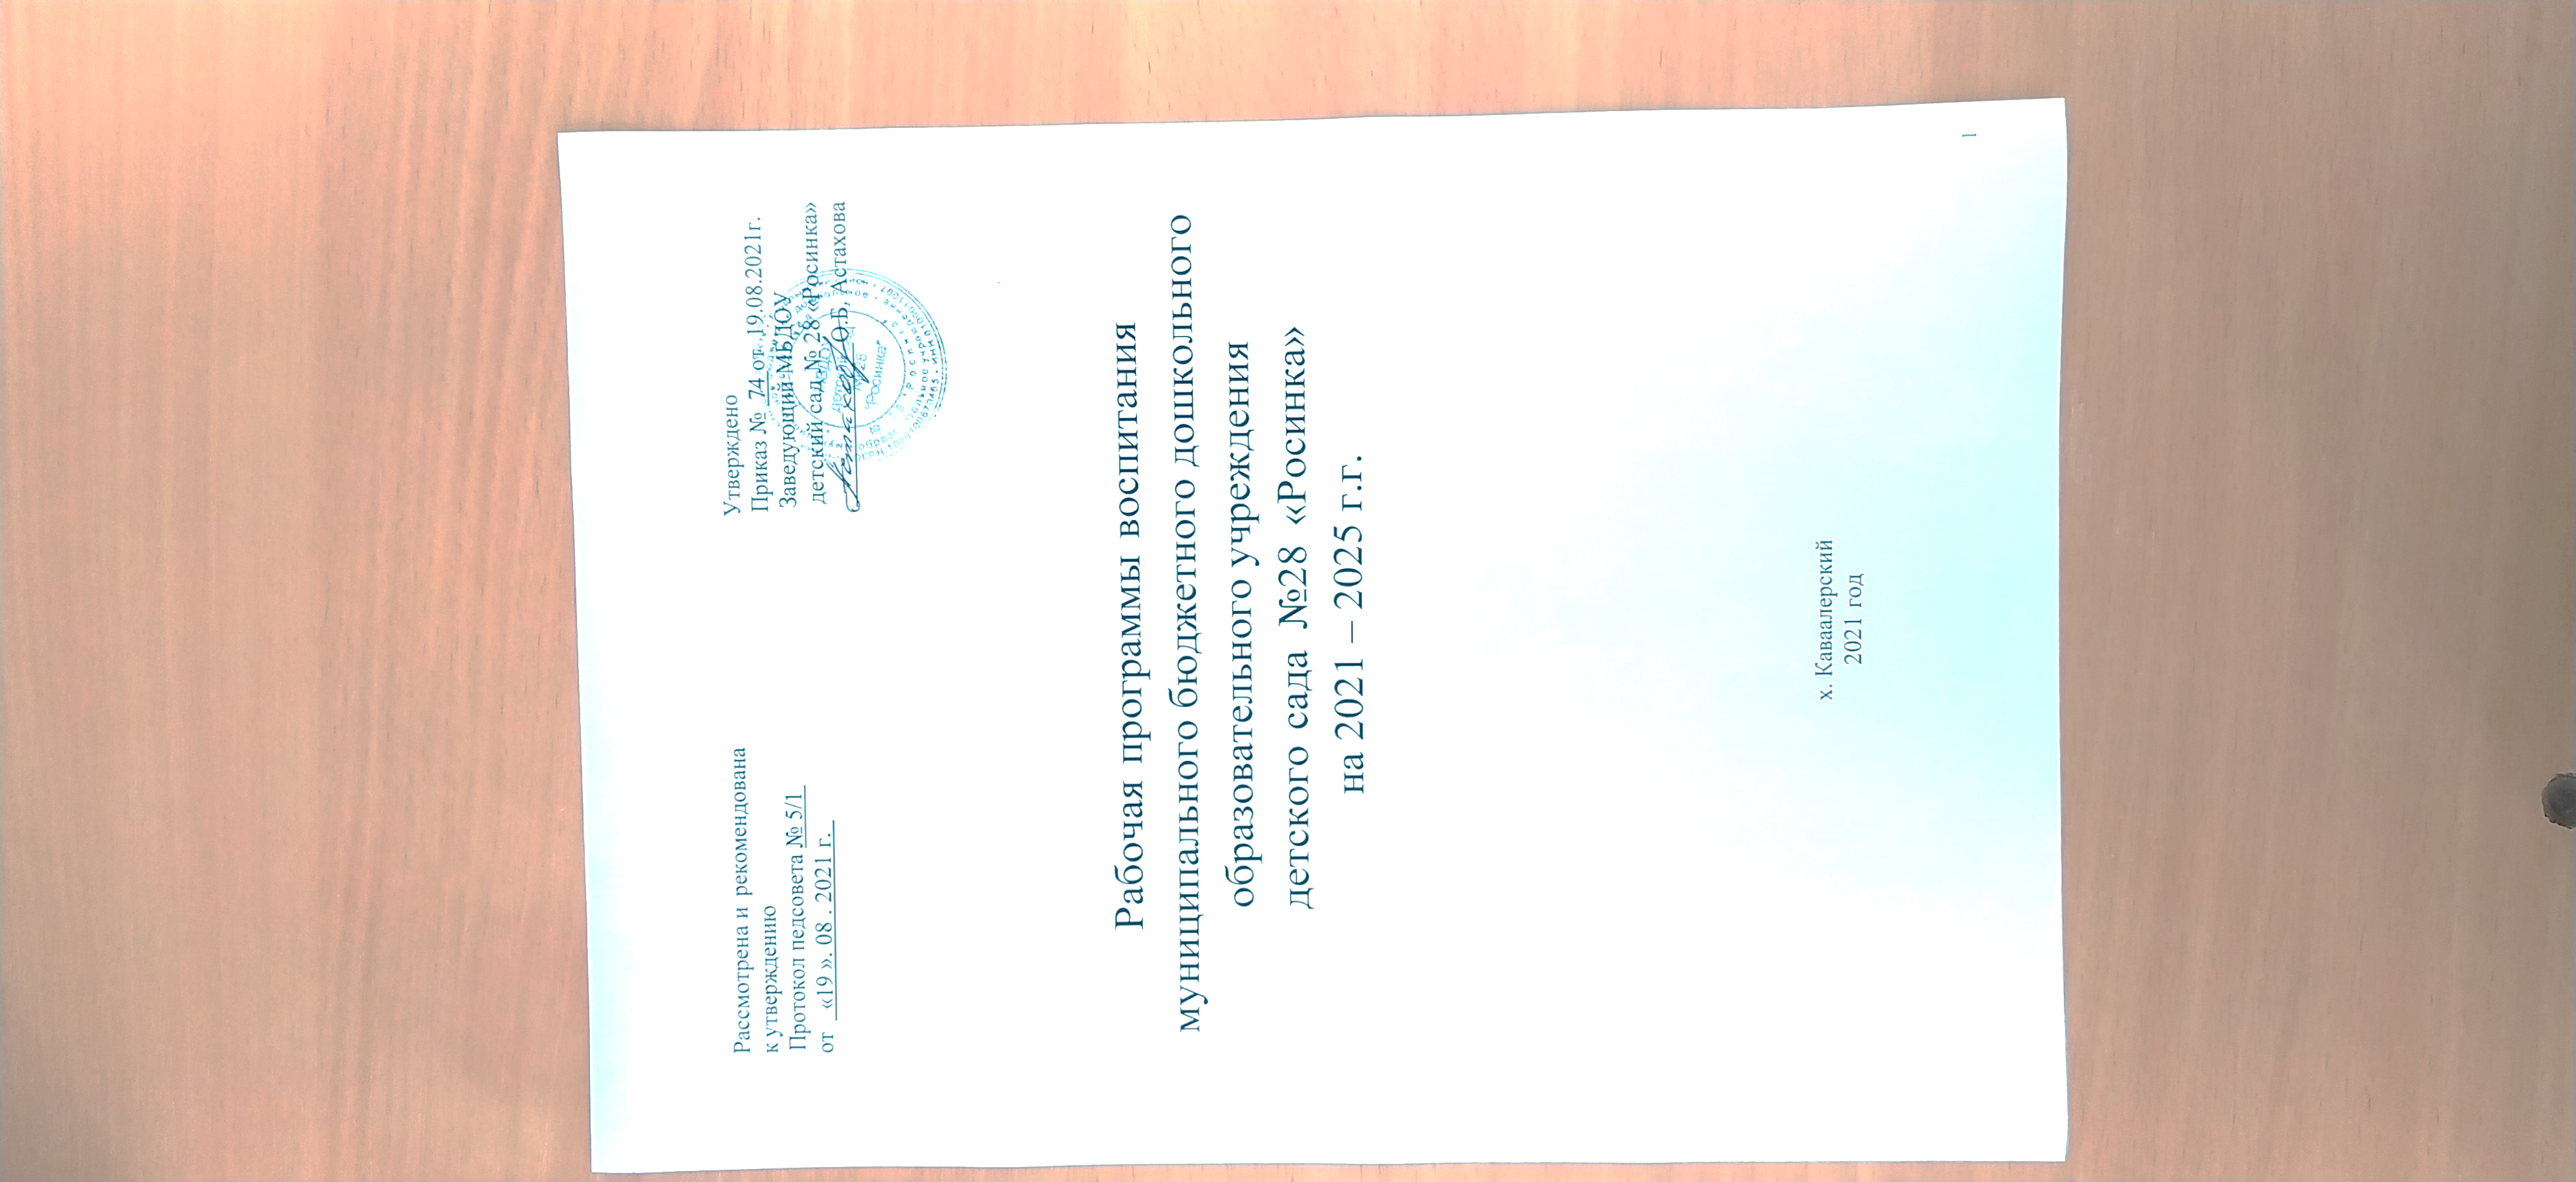 Рассмотрена и рекомендована
к утверждению
Протокол педсовета № 5/1
от «19 ». 08 . 2021 г.
Утверждено
Приказ № 74 от 19.08.2021г.
Заведующий МБДОУ
детский сад № 28 «Росинка»
О.Б. Астахова
"Росинка"
Рабочая программы воспитания
муниципального бюджетного дошкольного
образовательного учреждения
детского сада №28 «Росинка»
на 2021 – 2025 г.г.
х. Каваалерский
2021 год
1